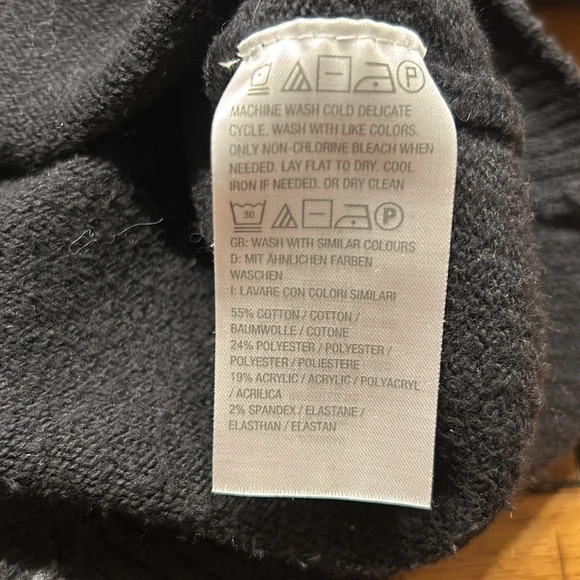 P
MACHINE WASH COLD DELICATE
CYCLE, WASH WITH LIKE COLORS.
ONLY NON-CHLORINE BLEACH WHEN
NEEDED. LAY FLAT TO DRY. COOL
IRON IF NEEDED. OR DRY CLEAN
30 P
GB: WASH WITH SIMILAR COLOURS
D: MIT ÄHNLICHEN FARBEN
WASCHEN
I: LAVARE CON COLORI SIMILARI
55% COTTON / COTTON /
BAUMWOLLE / COTONE
24% POLYESTER / POLYESTER /
POLYESTER / POLIESTERE
19% ACRYLIC / ACRYLIC / POLYACRYL
/ ACRILICA
2% SPANDEX / ELASTANE /
ELASTHAN / ELASTAN